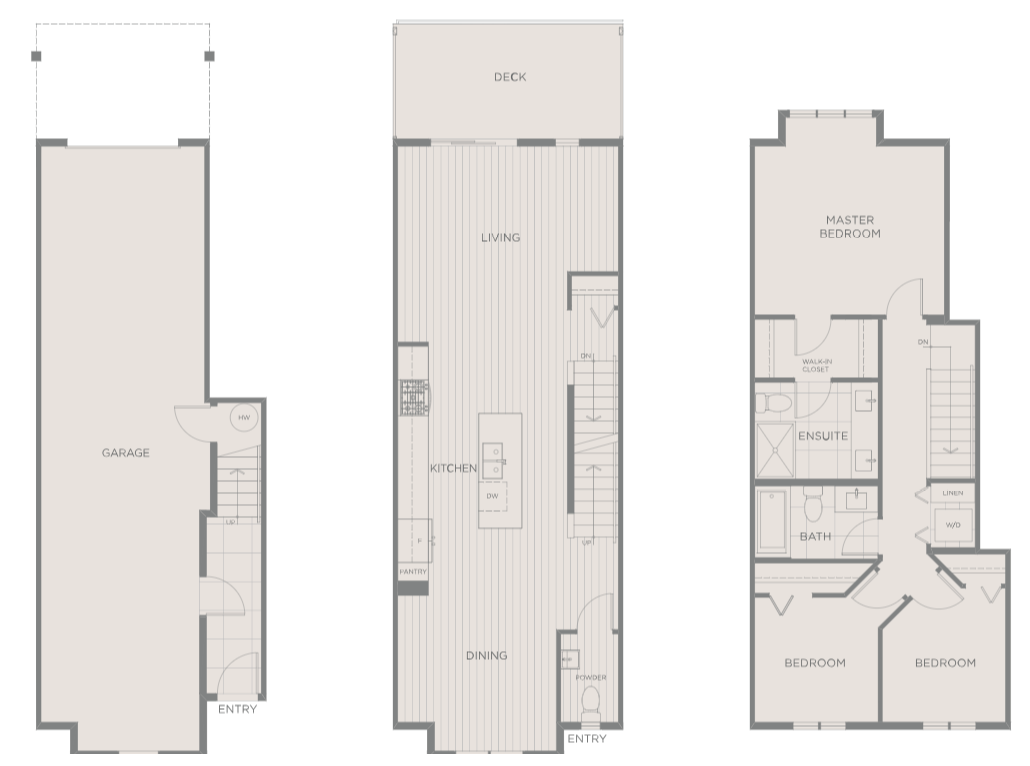 GARAGE
HW
UP
ENTRY
DECK
LIVING
DN
KITCHEN
DW
F
UP
PANTRY
DINING
POWDER
ENTRY
MASTER
BEDROOM
DN
WALK-IN
CLOSET
ENSUITE
LINEN
W/D
BATH
BEDROOM
BEDROOM